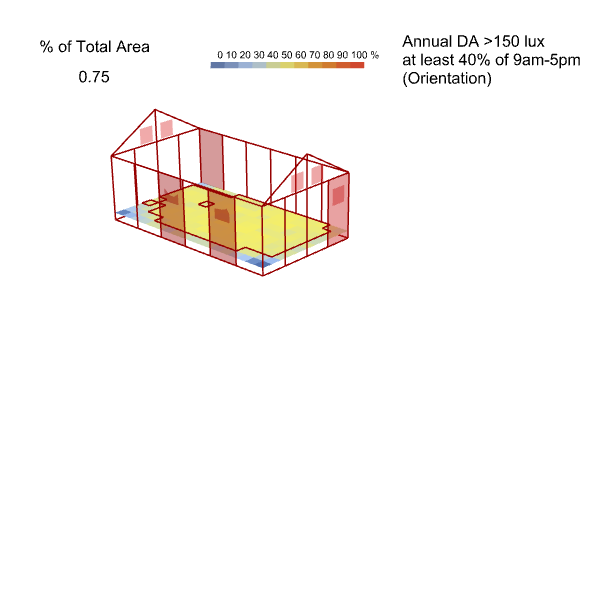 % of Total Area
0.75
0 10 20 30 40 50 60 70 80 90 100 %
Annual DA >150 lux
at least 40% of 9am-5pm
(Orientation)